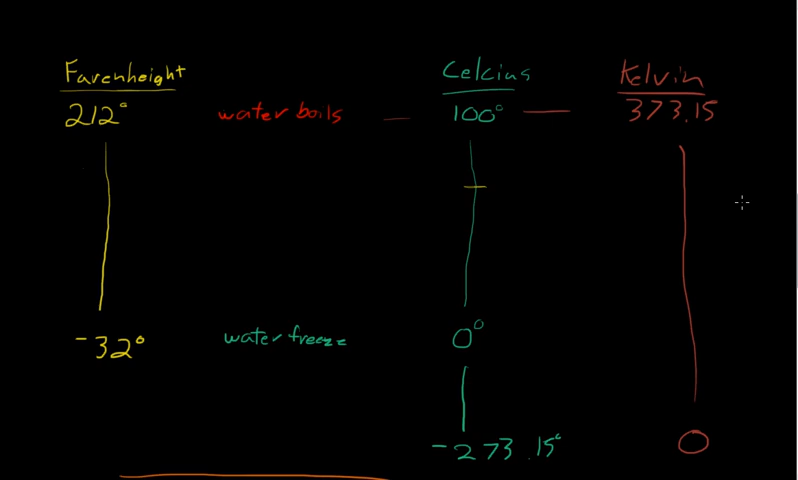 Farenheight Celcius Kelvin
212° water boils 100° 373.15
-32° water freeze 0°
-273.15° 0